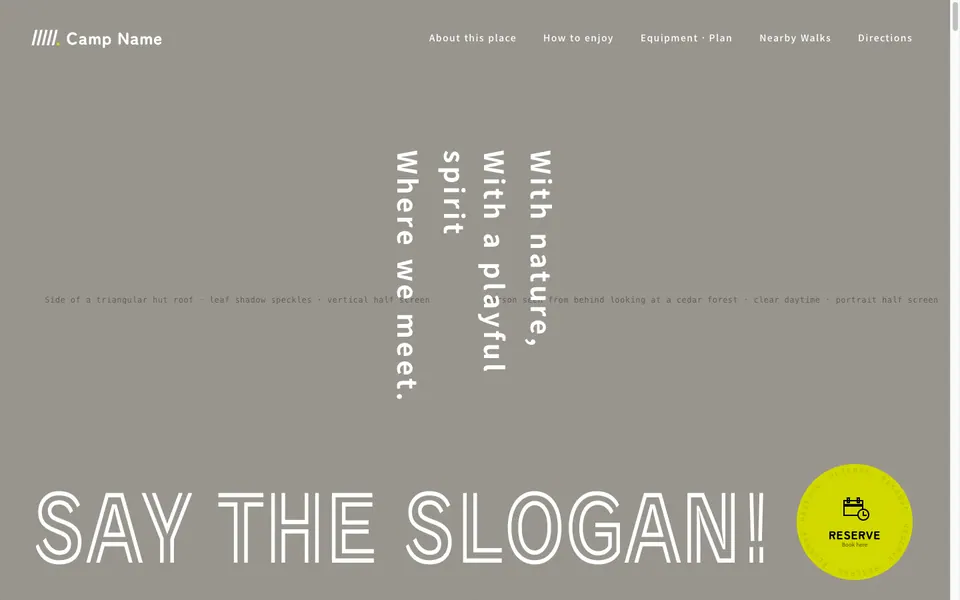 /////. Camp Name
About this place
How to enjoy
Equipment · Plan
Nearby Walks
Directions
With nature,
With a playful
spirit
Where we meet.
Side of a triangular hut roof · leaf shadow speckles · vertical half screen
from behind looking at a cedar forest · clear daytime · portrait half screen
SAY THE SLOGAN!
RESERVE
Book here